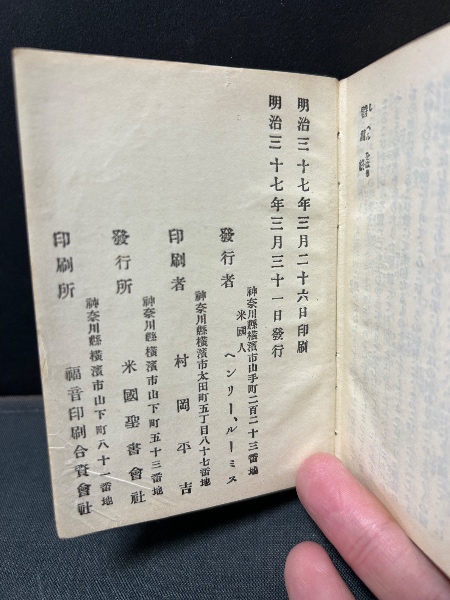 明治三十七年三月二十六日印刷
明治三十七年三月三十一日發行
神奈川縣橫濱市山手町二百二十三番地
發行者 米國人 ヘンリー、ルーミス
神奈川縣橫濱市太田町五丁目八十七番地
印刷者 村岡平吉
神奈川縣橫濱市山下町五十三番地
發行所 米國聖書會社
神奈川縣橫濱市山下町八十一番地
印刷所 福音印刷合資會社